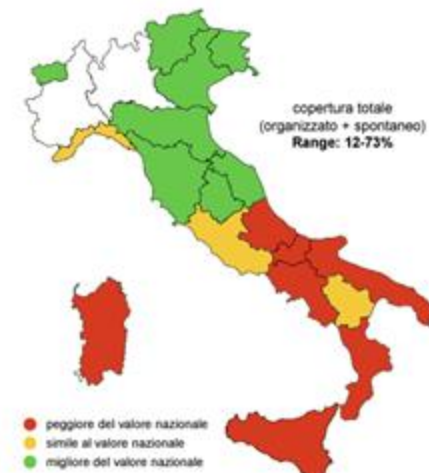 copertura totale
(organizzato + spontaneo)
Range: 12-73%
peggiore del valore nazionale
simile al valore nazionale
migliore del valore nazionale